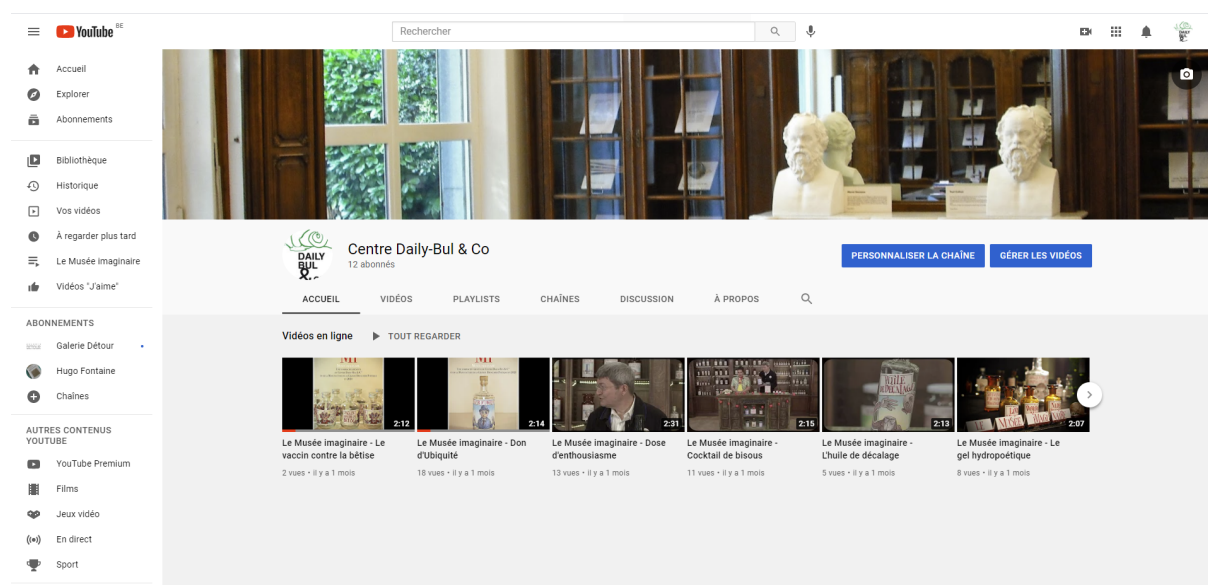 YouTube BE
Rechercher
Accueil
Explorer
Abonnements
Bibliothèque
Historique
Vos vidéos
À regarder plus tard
Le Musée imaginaire
Vidéos "J'aime"
ABONNEMENTS
Galerie Détour
Hugo Fontaine
Chaînes
AUTRES CONTENUS
YOUTUBE
YouTube Premium
Films
Jeux vidéo
En direct
Sport
DAILY
BUL
&
Centre Daily-Bul & Co
12 abonnés
PERSONNALISER LA CHAÎNE
GÉRER LES VIDÉOS
ACCUEIL
VIDÉOS
PLAYLISTS
CHAÎNES
DISCUSSION
À PROPOS
Vidéos en ligne
TOUT REGARDER
2:12
Le Musée imaginaire - Le
vaccin contre la bêtise
2 vues • il y a 1 mois
2:14
Le Musée imaginaire - Don
d'Ubiquité
18 vues • il y a 1 mois
2:31
Le Musée imaginaire - Dose
d'enthousiasme
13 vues • il y a 1 mois
2:15
Le Musée imaginaire -
Cocktail de bisous
11 vues • il y a 1 mois
HUILE
2:13
Le Musée imaginaire -
L'huile de décalage
5 vues • il y a 1 mois
2:07
Le Musée imaginaire - Le
gel hydropoétique
8 vues • il y a 1 mois